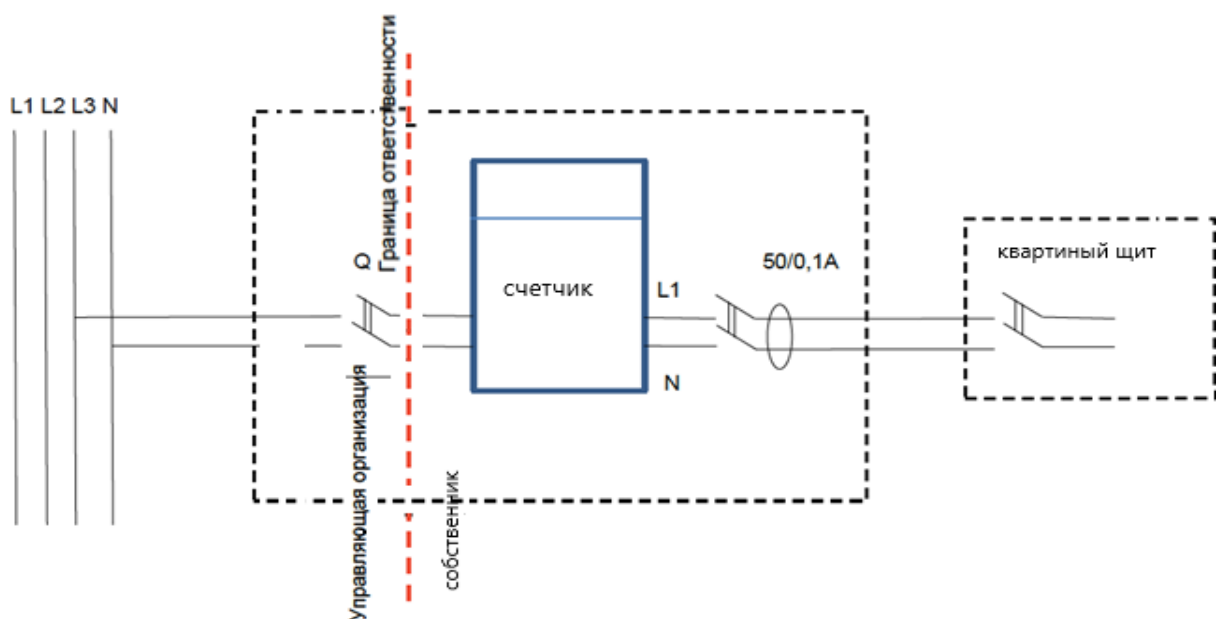 L1 L2 L3 N
Граница ответственности
Q
счетчик
L1
N
50/0,1А
квартиный щит
Управляющая организация
собственник